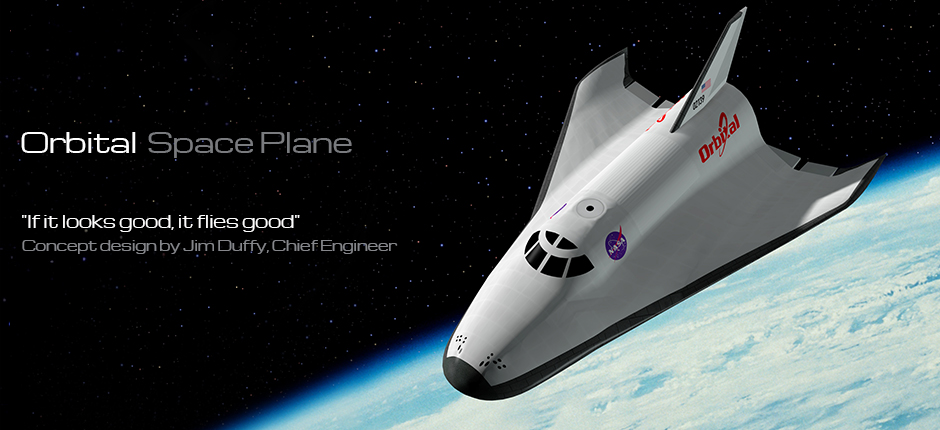 Orbital Space Plane
"If it looks good, it flies good"
Concept design by Jim Duffy, Chief Engineer
Orbital
NASA